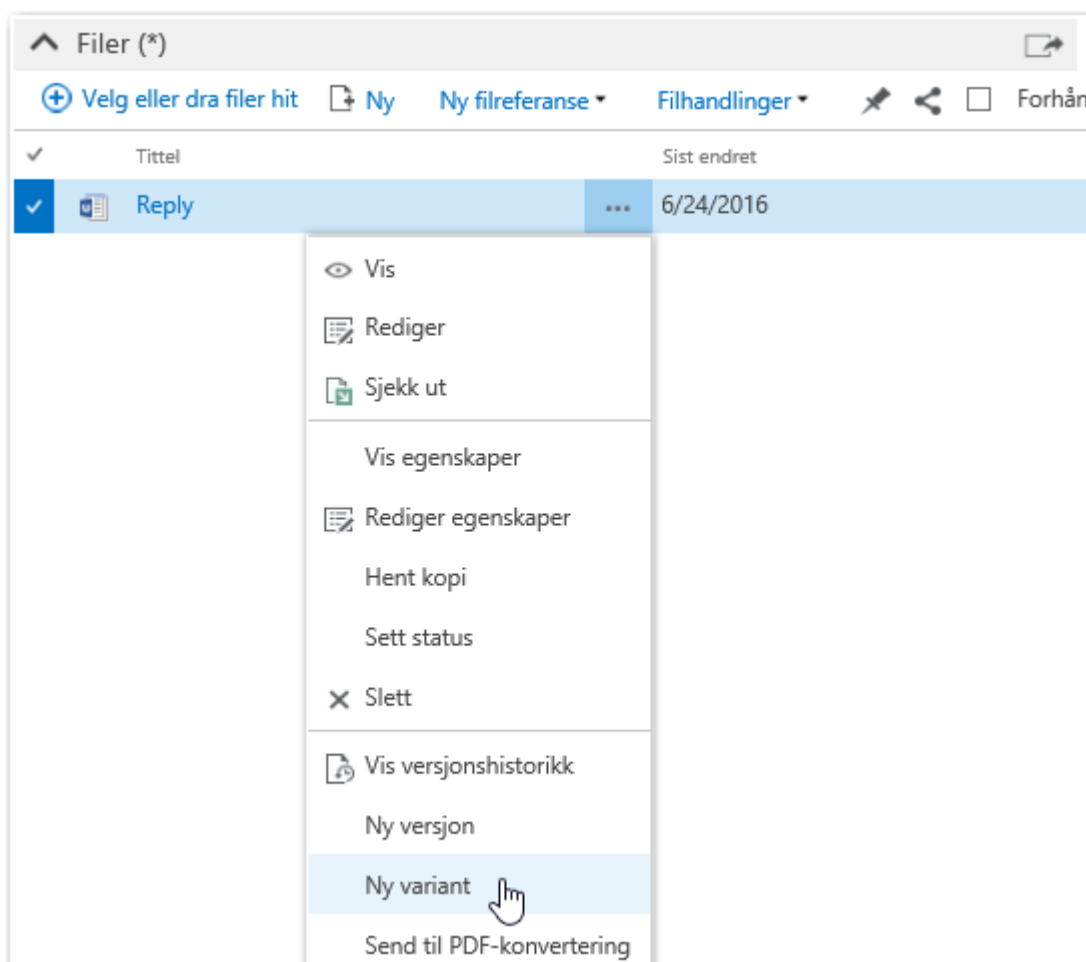 Filer (*)
Velg eller dra filer hit Ny Ny filreferanse Filhandlinger
Tittel Sist endret
Reply ... 6/24/2016
Vis
Rediger
Sjekk ut
Vis egenskaper
Rediger egenskaper
Hent kopi
Sett status
Slett
Vis versjonshistorikk
Ny versjon
Ny variant
Send til PDF-konvertering